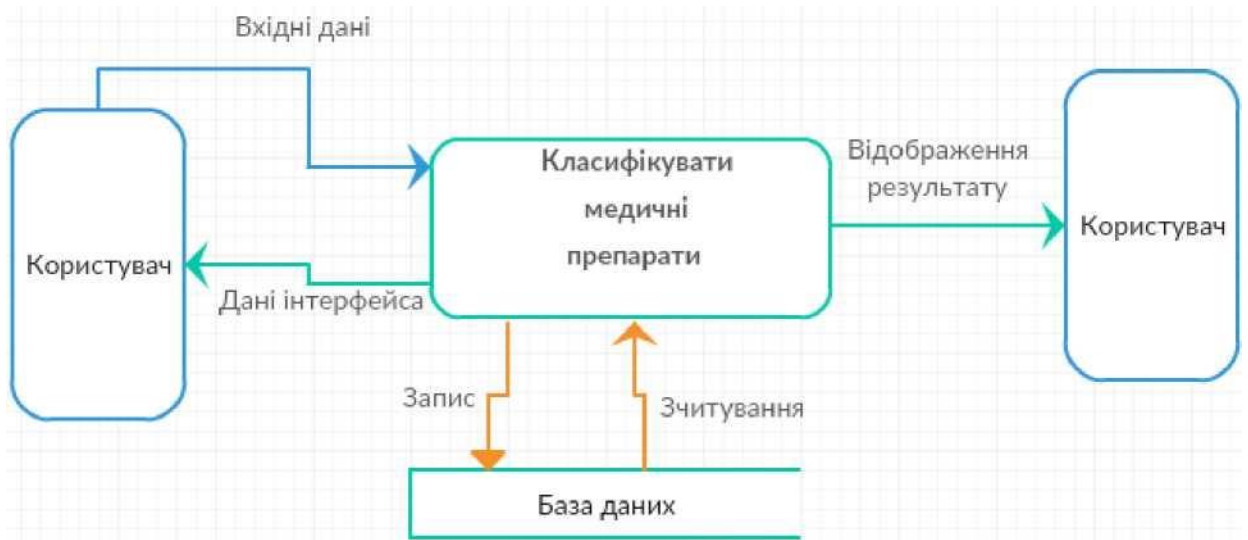 Вхідні дані
Класифікувати
медичні
препарати
Відображення
результату
Користувач
Користувач
Дані інтерфейса
Запис
Зчитування
База даних